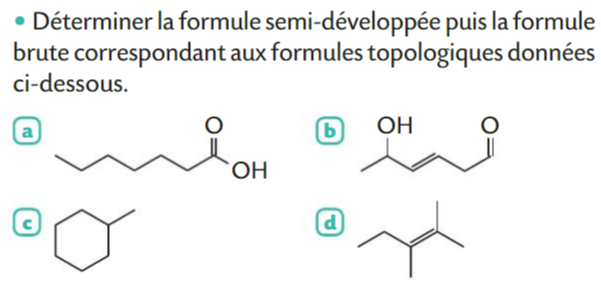 • Déterminer la formule semi-développée puis la formule
brute correspondant aux formules topologiques données
ci-dessous.
a
O
OH
b
OH
O
c
d